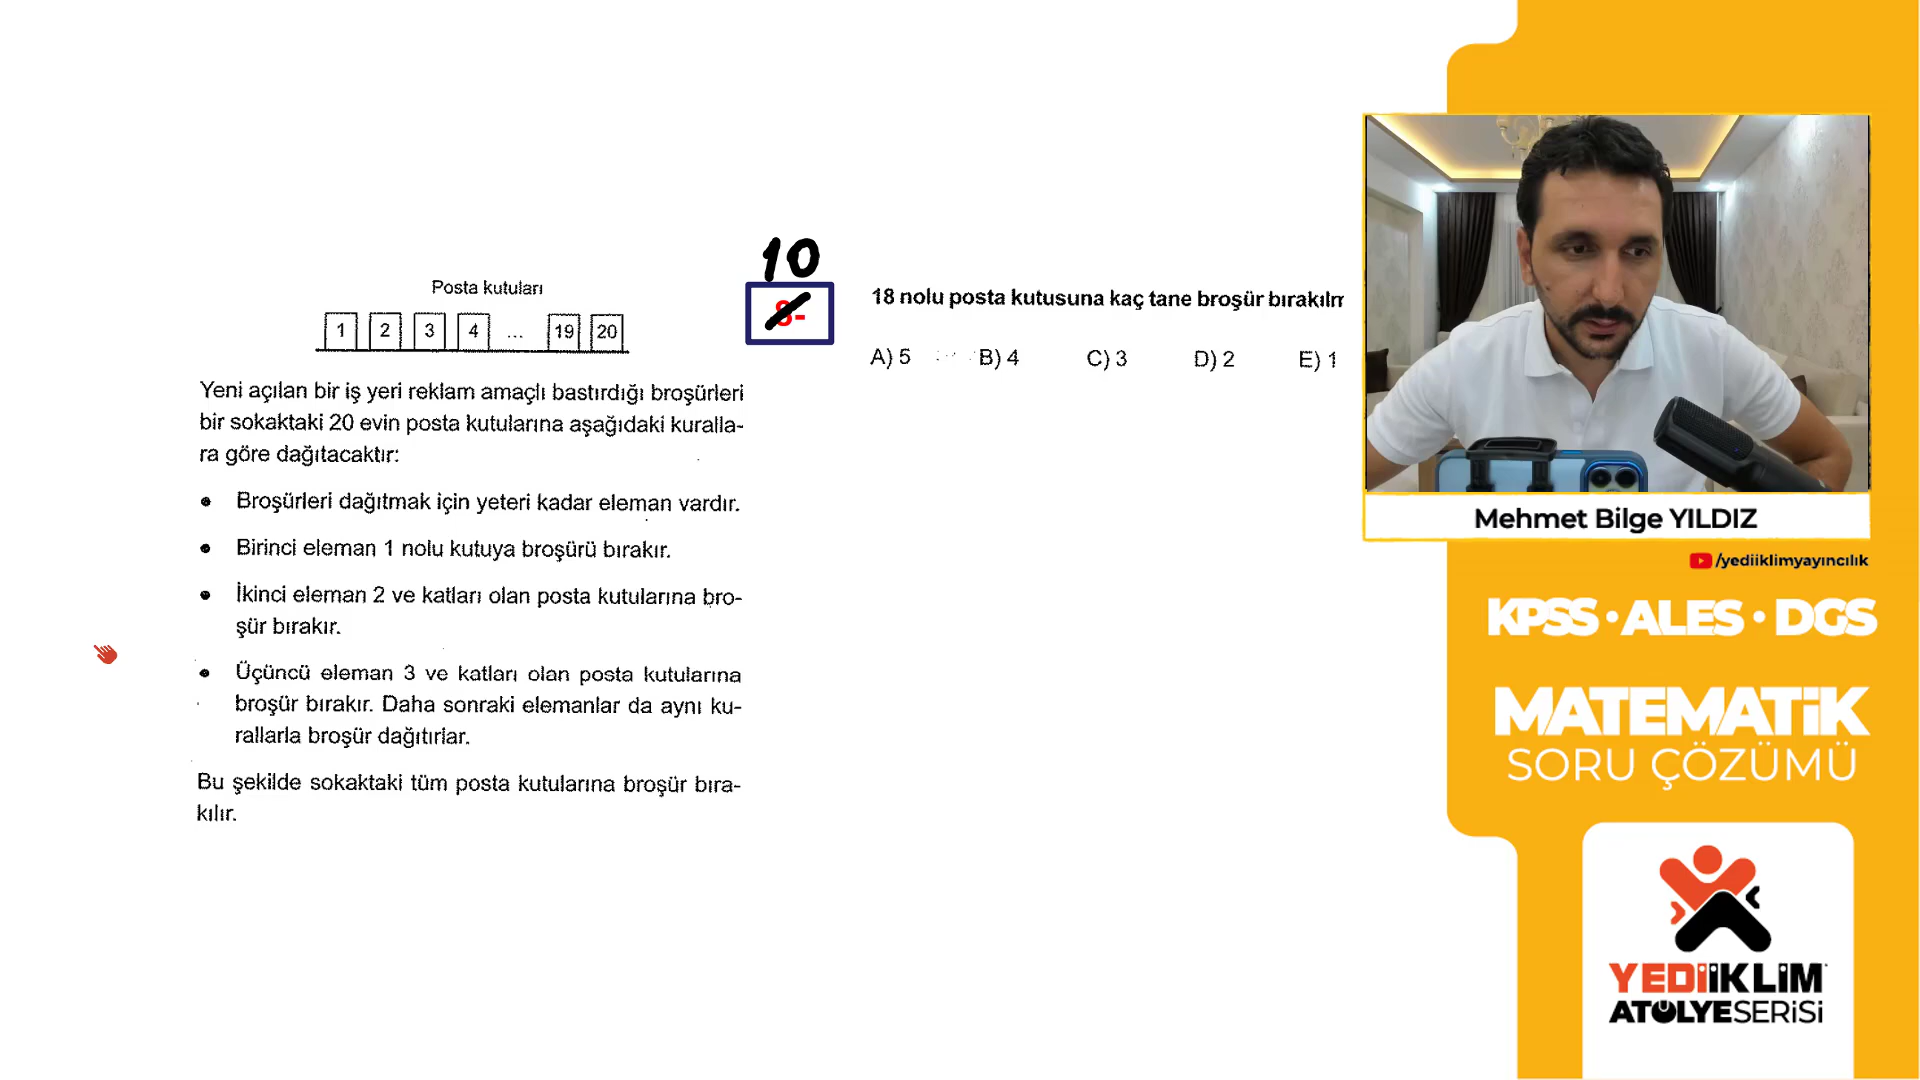 Posta kutuları
1 2 3 4 ... 19 20
Yeni açılan bir iş yeri reklam amaçlı bastırdığı broşürleri
bir sokaktaki 20 evin posta kutularına aşağıdaki kuralla-
ra göre dağıtacaktır:
• Broşürleri dağıtmak için yeteri kadar eleman vardır.
• Birinci eleman 1 nolu kutuya broşürü bırakır.
• İkinci eleman 2 ve katları olan posta kutularına bro-
şür bırakır.
• Üçüncü eleman 3 ve katları olan posta kutularına
broşür bırakır. Daha sonraki elemanlar da aynı ku-
rallarla broşür dağıtırlar.
Bu şekilde sokaktaki tüm posta kutularına broşür bıra-
kılır.
10
8-
18 nolu posta kutusuna kaç tane broşür bırakılm
A) 5 B) 4 C) 3 D) 2 E) 1
Mehmet Bilge YILDIZ
/yediiklimyayıncılık
KPSS • ALES • DGS
MATEMATİK
SORU ÇÖZÜMÜ
YEDİİKLİM
ATÖLYESERİSİ